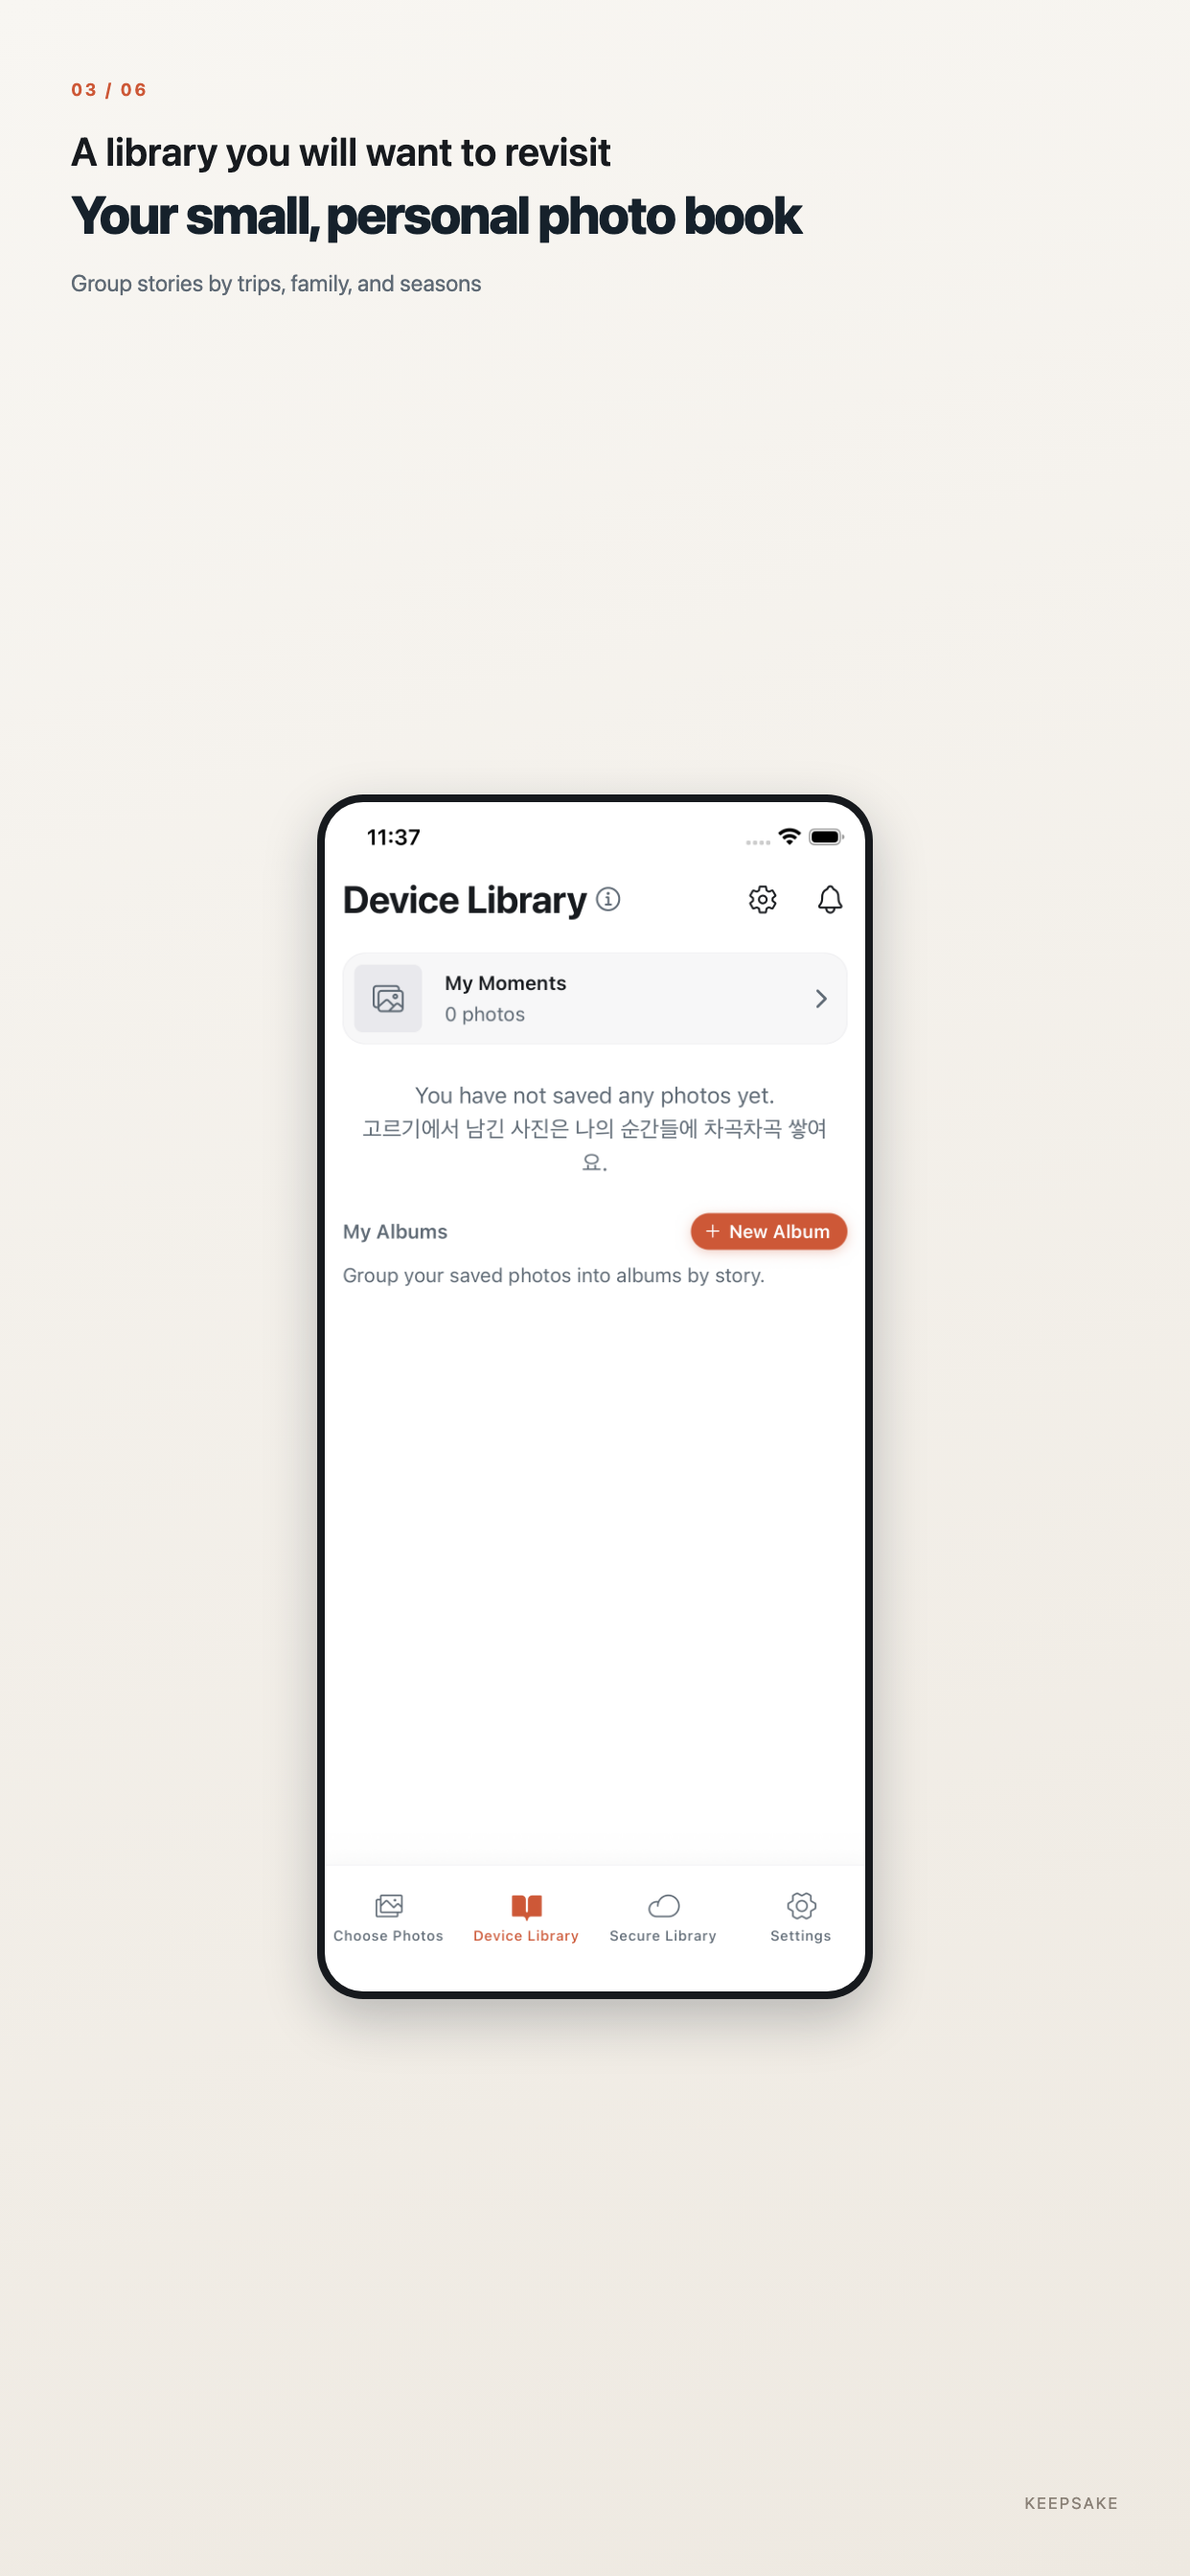 03 / 06
A library you will want to revisit
Your small, personal photo book
Group stories by trips, family, and seasons
11:37
Device Library
My Moments
0 photos
You have not saved any photos yet.
고르기에서 남긴 사진은 나의 순간들에 차곡차곡 쌓여
요.
My Albums
+ New Album
Group your saved photos into albums by story.
Choose Photos
Device Library
Secure Library
Settings
KEEPSAKE